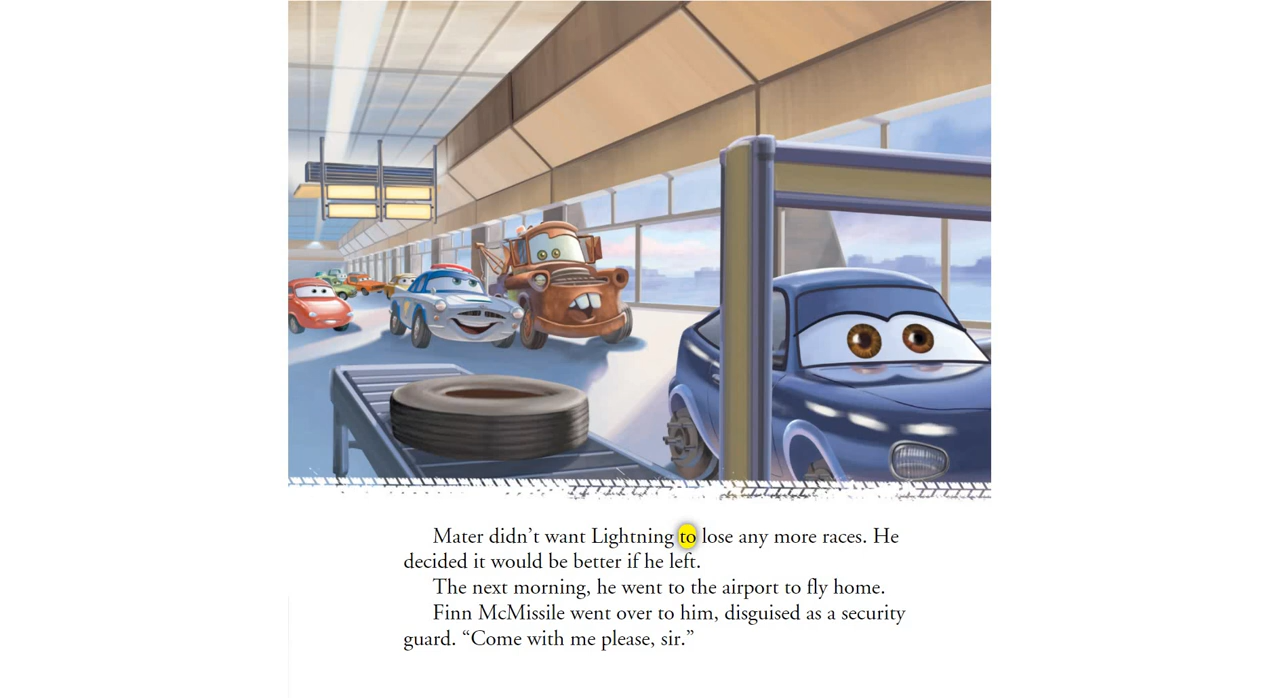 Mater didn’t want Lightning to lose any more races. He
decided it would be better if he left.
The next morning, he went to the airport to fly home.
Finn McMissile went over to him, disguised as a security
guard. “Come with me please, sir.”